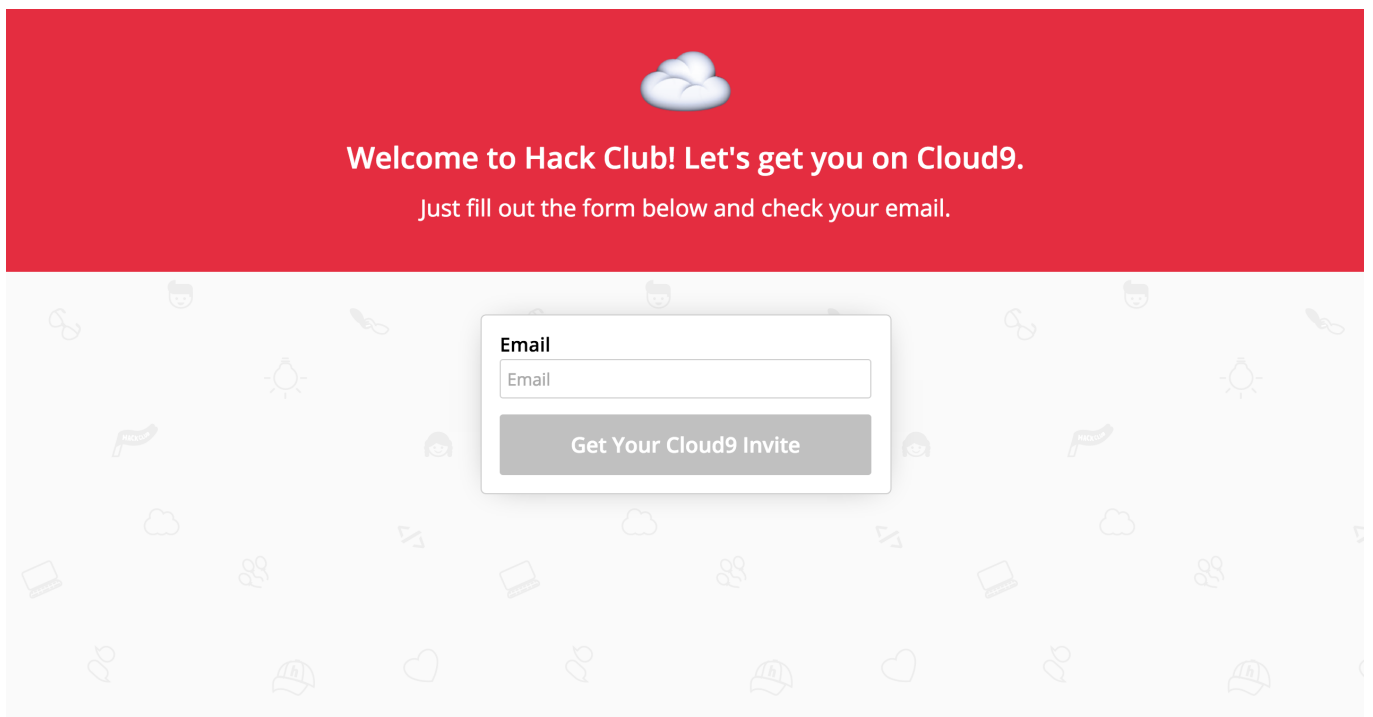 Welcome to Hack Club! Let's get you on Cloud9.
Just fill out the form below and check your email.
Email
Email
Get Your Cloud9 Invite
h
h
h